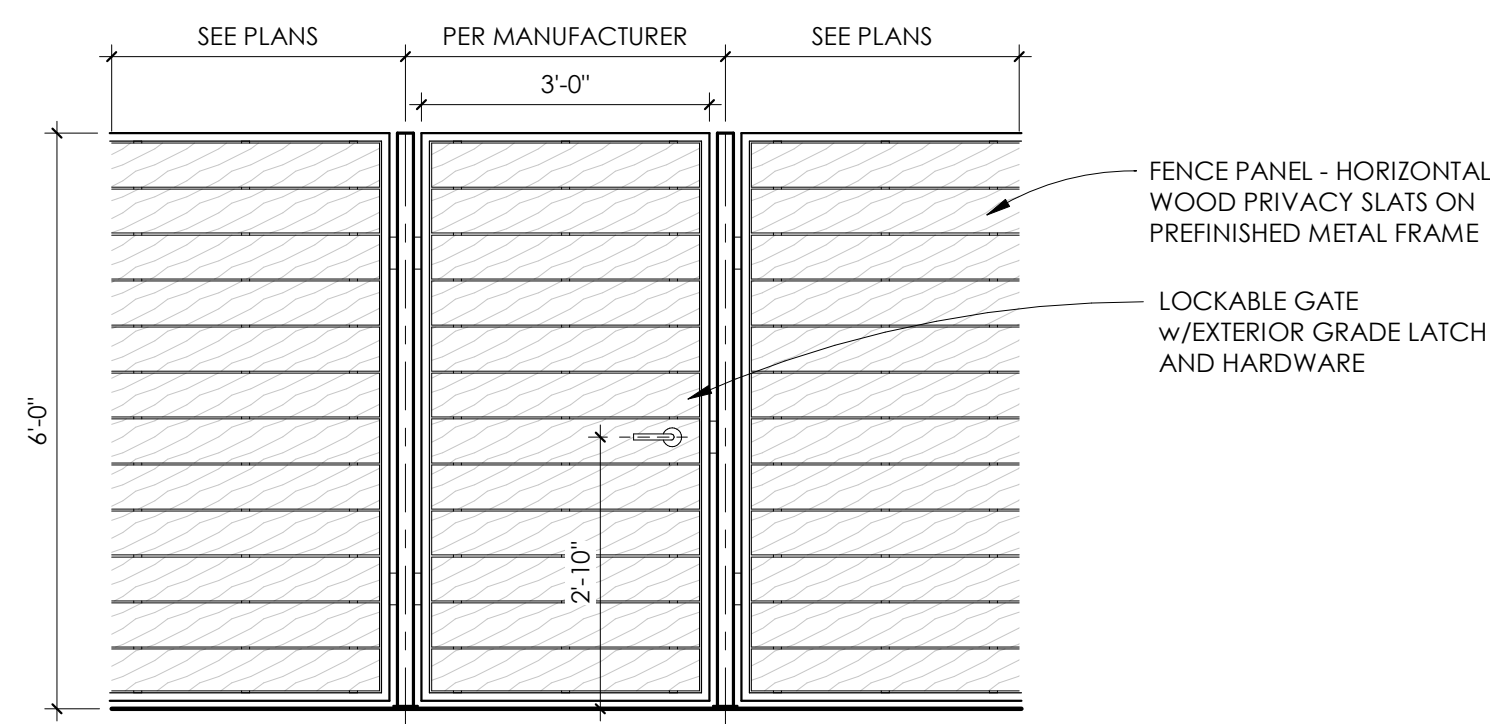 SEE PLANS
PER MANUFACTURER
SEE PLANS
3'-0"
FENCE PANEL - HORIZONTAL
WOOD PRIVACY SLATS ON
PREFINISHED METAL FRAME
LOCKABLE GATE
w/EXTERIOR GRADE LATCH
AND HARDWARE
6'-0"
2'-10"